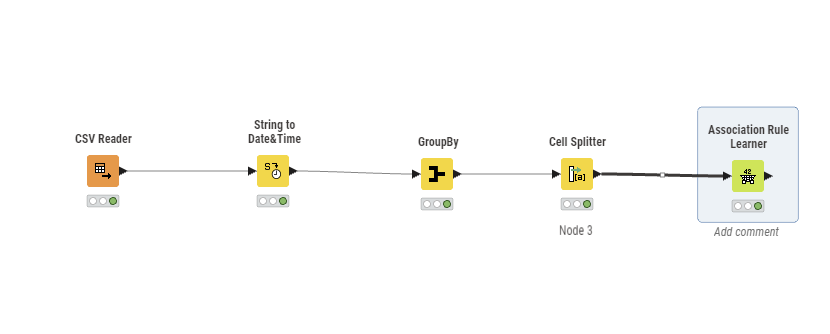 CSV Reader
String to
Date&Time
GroupBy
Cell Splitter
Node 3
Association Rule
Learner
Add comment